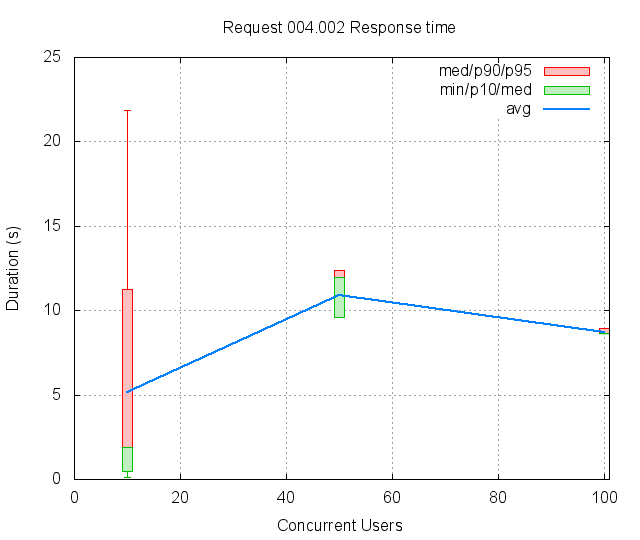 Request 004.002 Response time
25
med/p90/p95
min/p10/med
avg
20
15
10
5
0
0 20 40 60 80 100
Duration (s)
Concurrent Users